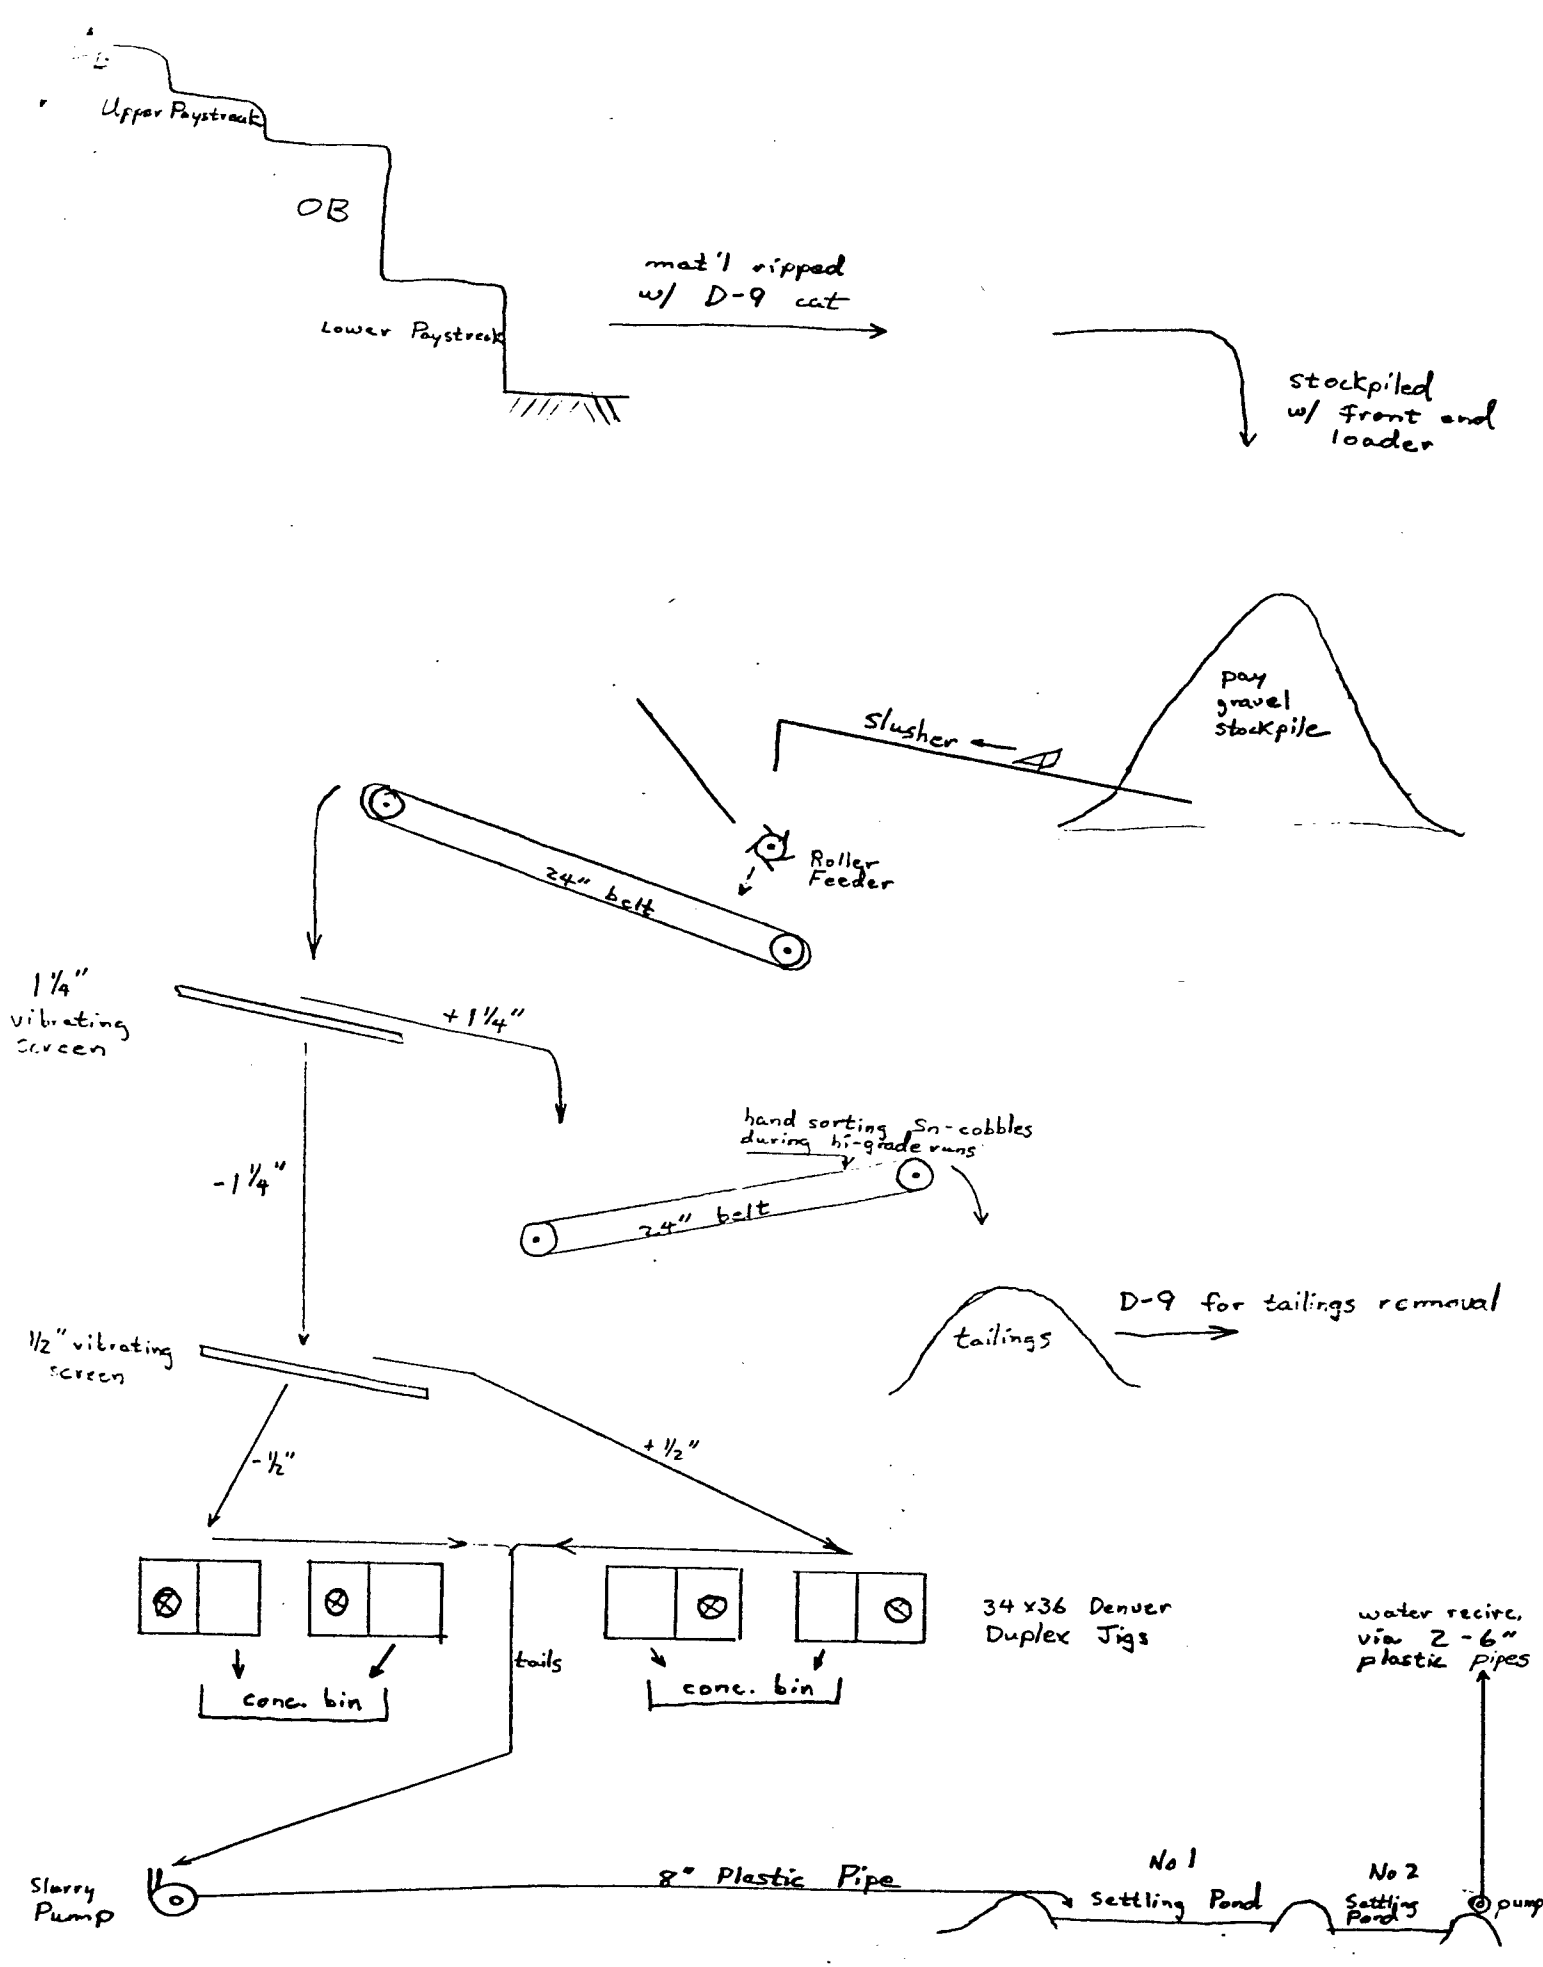 Upper Paystreak
OB
mat'l ripped
w/ D-9 cat
Lower Paystreak
stockpiled
w/ front end
loader
pay
gravel
stockpile
slusher
Roller
Feeder
24" belt
1 1/4"
vibrating
screen
+1 1/4"
hand sorting Sn-cobbles
during hi-grade runs
-1 1/4"
24" belt
D-9 for tailings removal
tailings
1/2" vibrating
screen
+1/2"
-1/2"
34x36 Denver
Duplex Jigs
water recirc.
via 2-6"
plastic pipes
tails
conc. bin
conc. bin
No 1
Settling Pond
No 2
Settling
Pond
8" Plastic Pipe
Slurry
Pump
pump